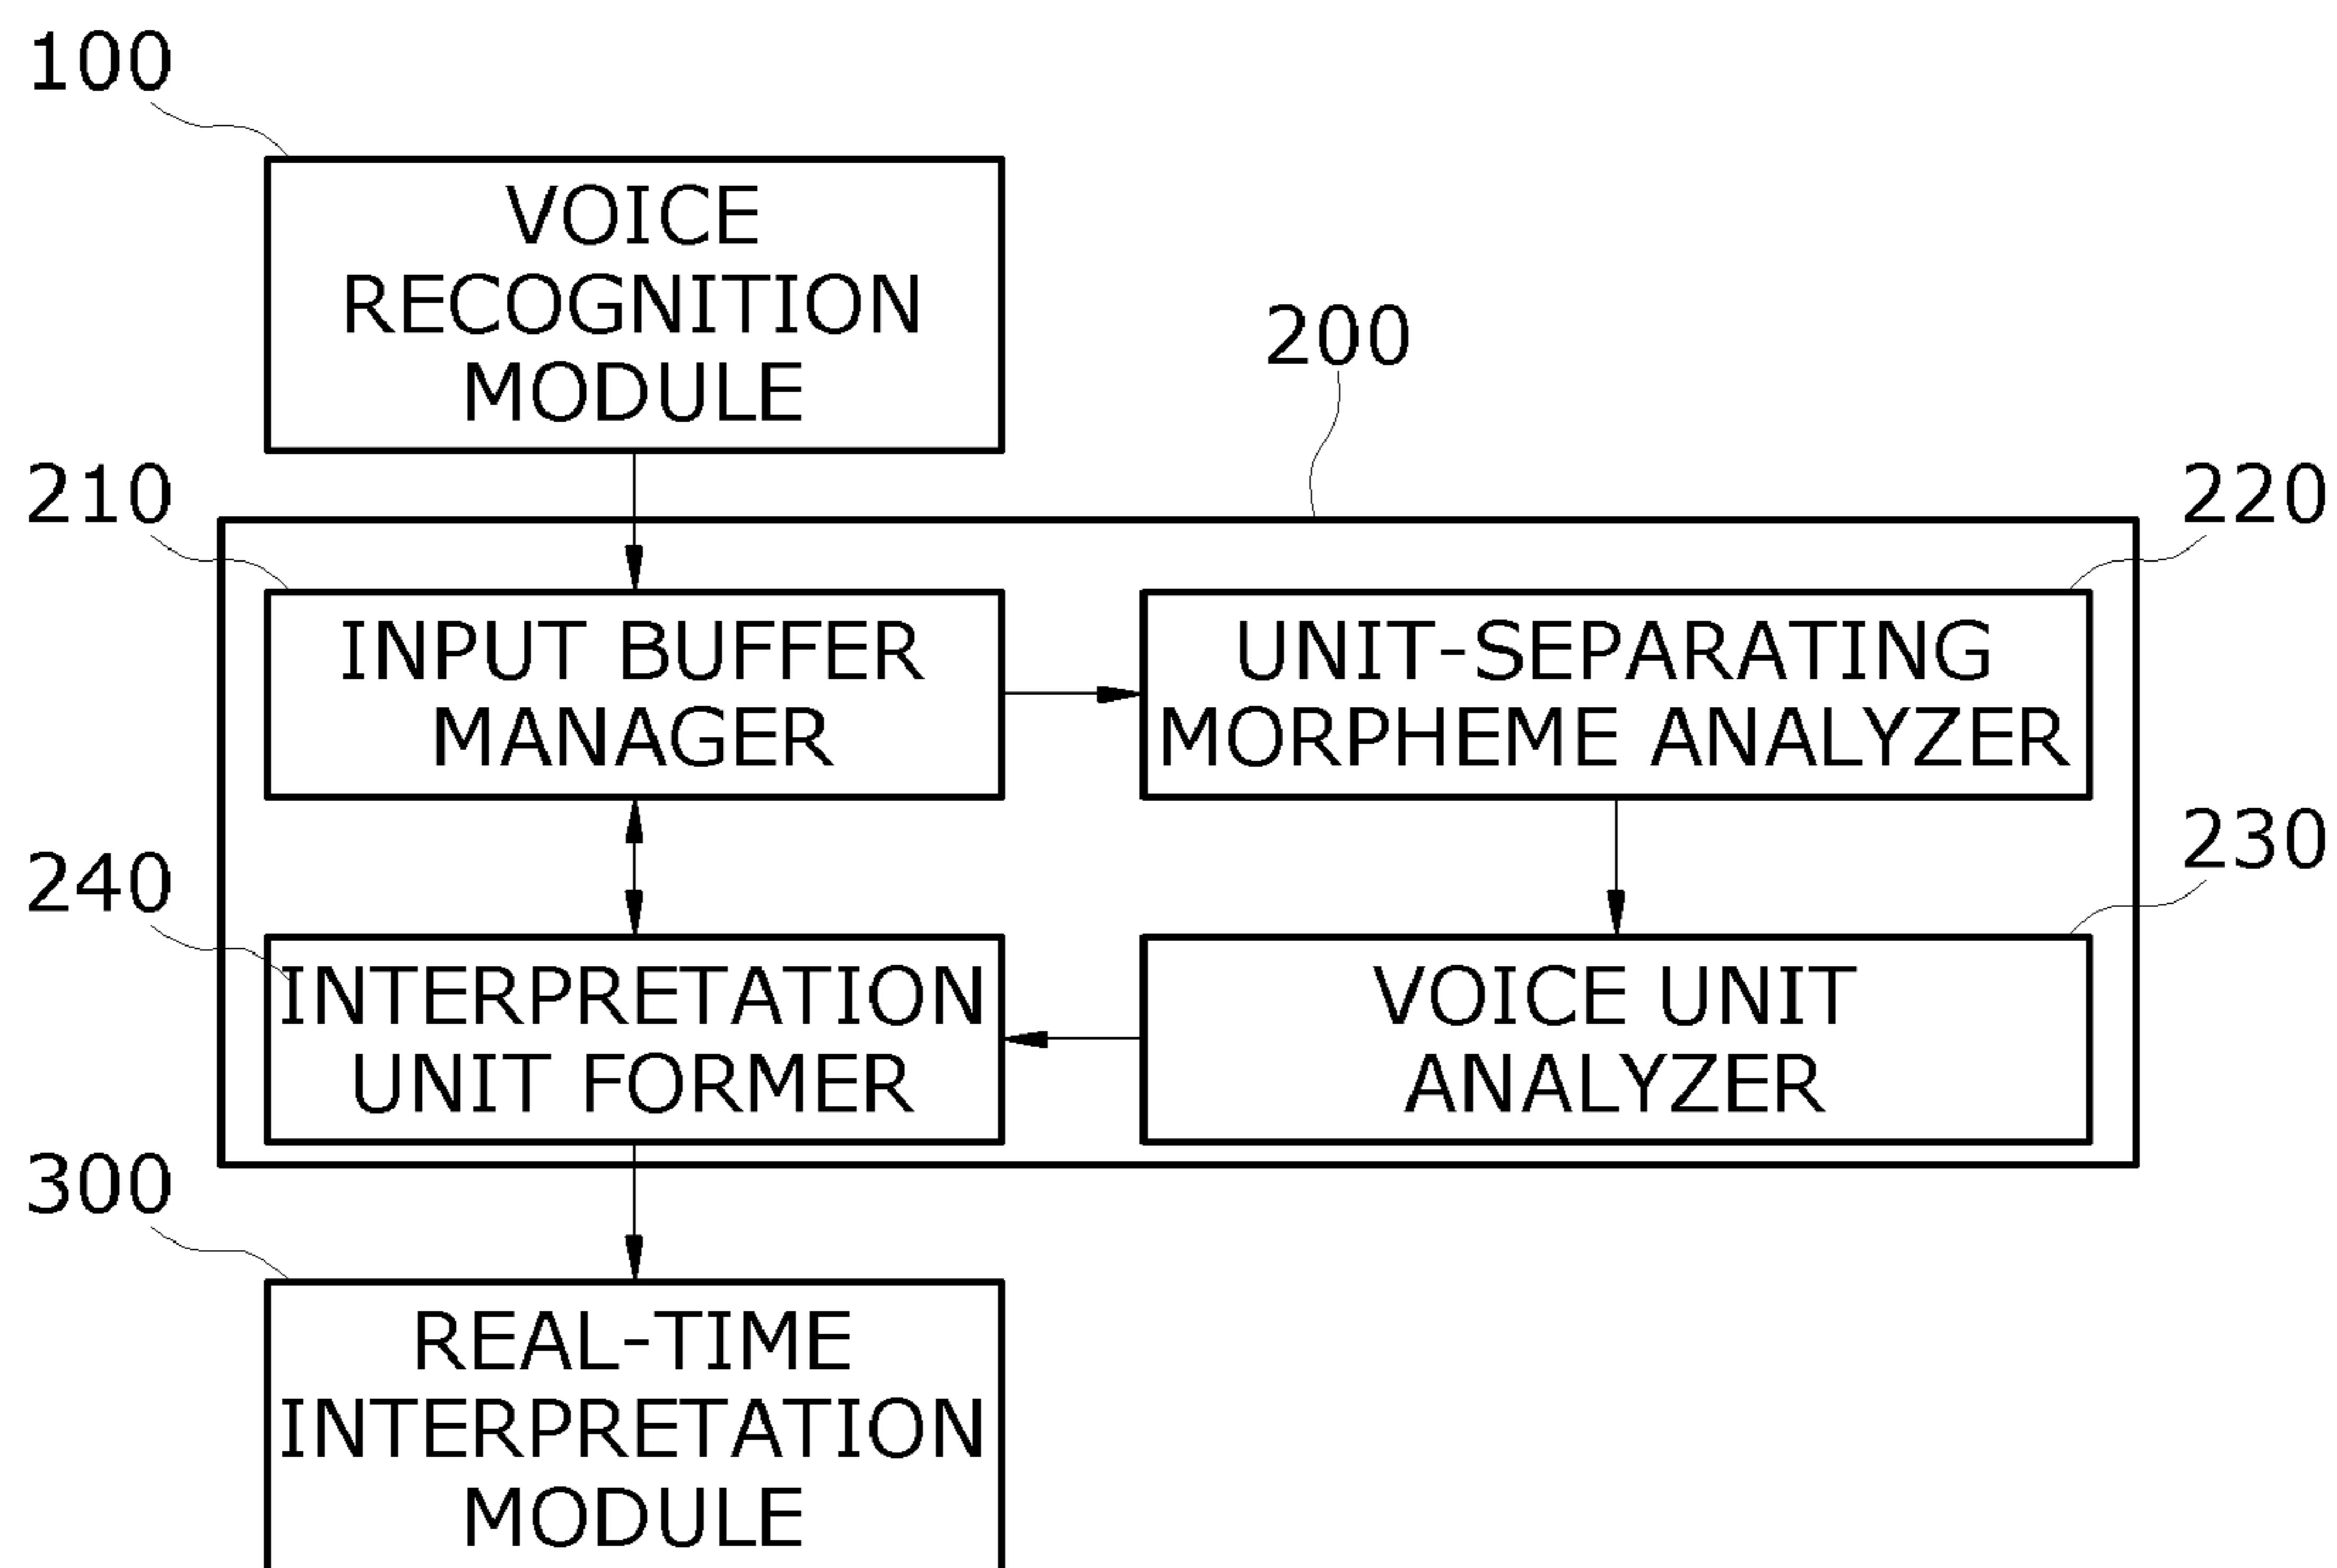 100
VOICE
RECOGNITION
MODULE
200
210
220
INPUT BUFFER
MANAGER
UNIT-SEPARATING
MORPHEME ANALYZER
240
230
INTERPRETATION
UNIT FORMER
VOICE UNIT
ANALYZER
300
REAL-TIME
INTERPRETATION
MODULE